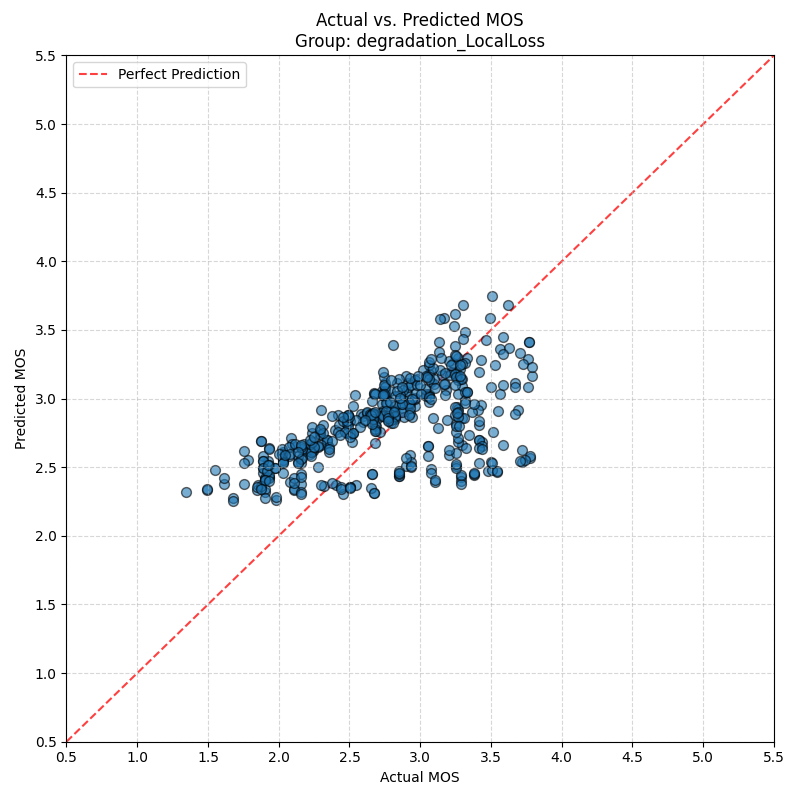 Actual vs. Predicted MOS
Group: degradation_LocalLoss
Perfect Prediction
5.5
5.0
4.5
4.0
3.5
3.0
2.5
2.0
1.5
1.0
0.5
Predicted MOS
0.5 1.0 1.5 2.0 2.5 3.0 3.5 4.0 4.5 5.0 5.5
Actual MOS